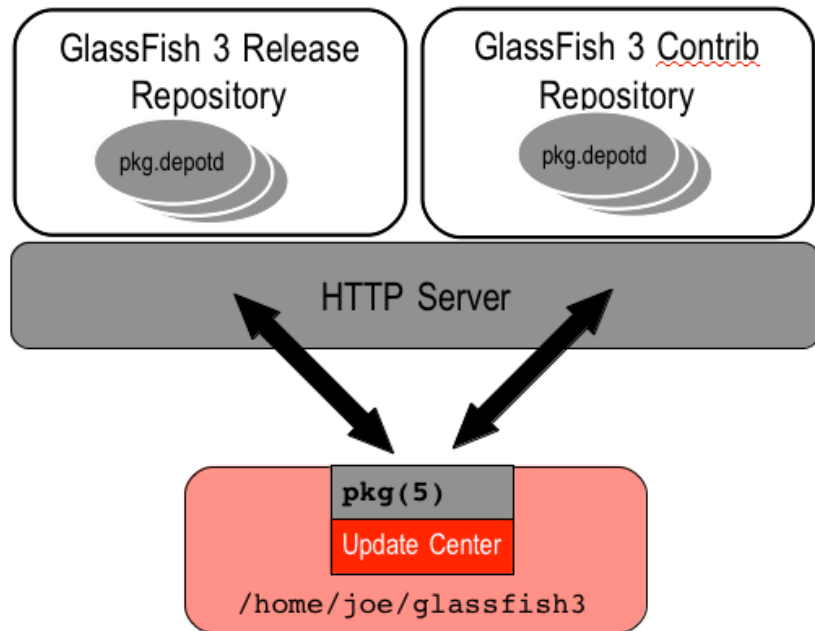 GlassFish 3 Release
Repository
pkg.depotd
GlassFish 3 Contrib
Repository
pkg.depotd
HTTP Server
pkg(5)
Update Center
/home/joe/glassfish3